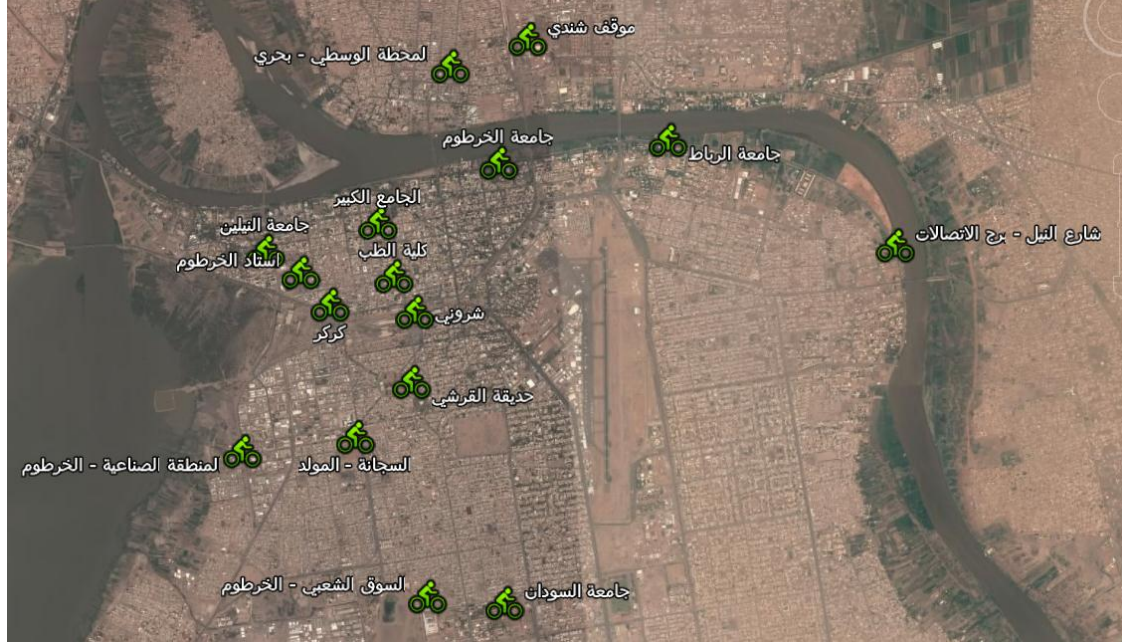 موقف شندي
لمحطة الوسطي - بحري
جامعة الخرطوم
جامعة الرباط
الجامع الكبير
جامعة النيلين
شارع النيل - برج الاتصالات
كلية الطب
استاد الخرطوم
شروني
كركر
حديقة القرشي
السجانة - المولد
لمنطقة الصناعية - الخرطوم
السوق الشعبي - الخرطوم
جامعة السودان